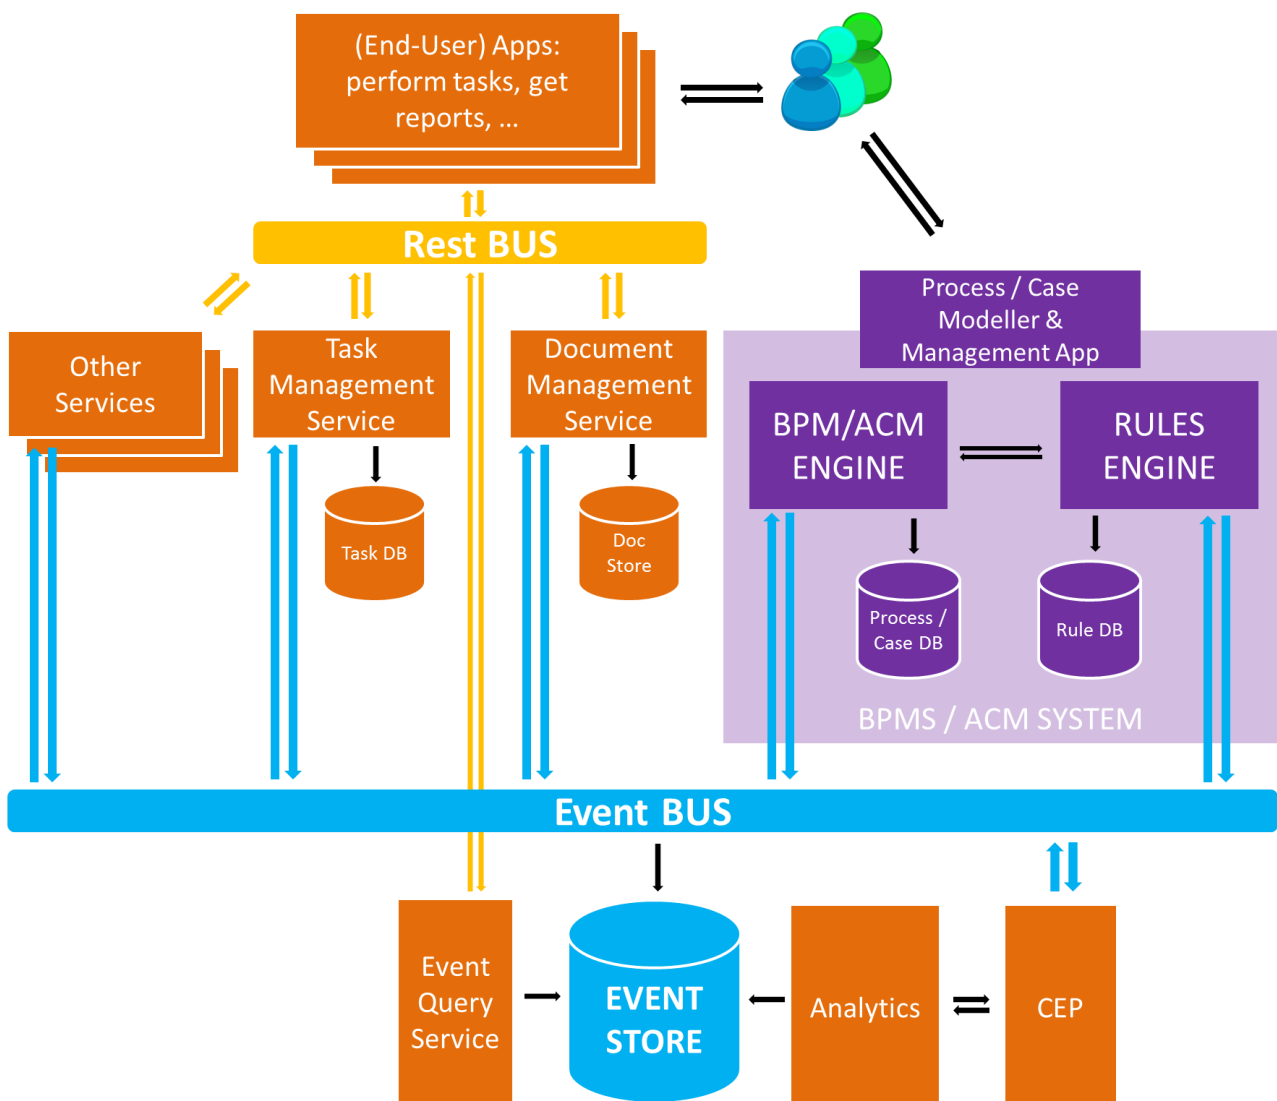 (End-User) Apps:
perform tasks, get
reports, ...
Rest BUS
Process / Case
Modeller &
Management App
Other
Services
Task
Management
Service
Document
Management
Service
BPM/ACM
ENGINE
RULES
ENGINE
Task DB
Doc
Store
Process /
Case DB
Rule DB
BPMS / ACM SYSTEM
Event BUS
Event
Query
Service
EVENT
STORE
Analytics
CEP